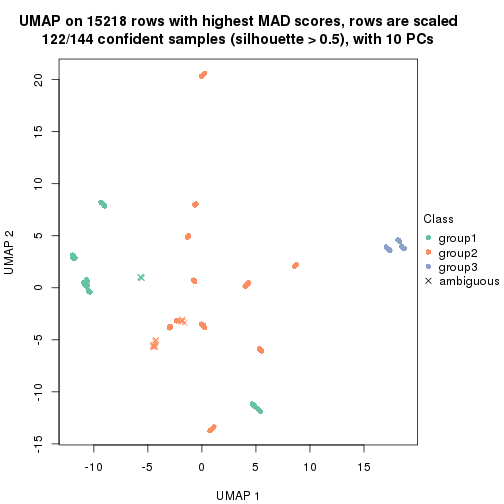 UMAP on 15218 rows with highest MAD scores, rows are scaled
122/144 confident samples (silhouette > 0.5), with 10 PCs
20
15
10
5
0
-5
-10
-15
UMAP 2
-10
-5
0
5
10
15
UMAP 1
Class
group1
group2
group3
ambiguous